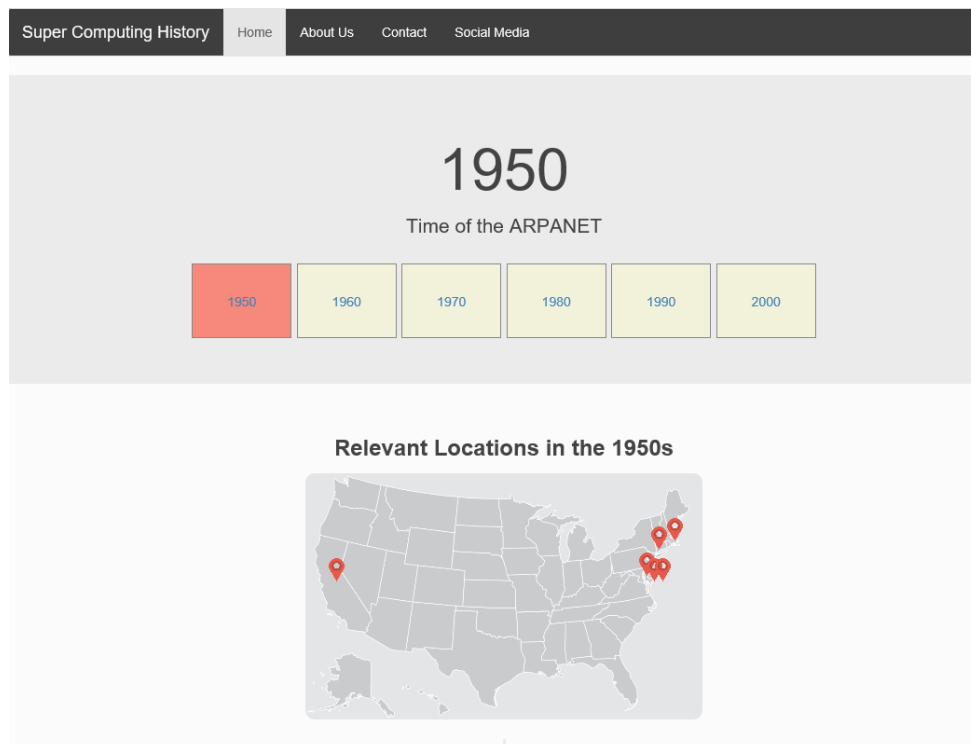 Super Computing History Home About Us Contact Social Media
1950
Time of the ARPANET
1950 1960 1970 1980 1990 2000
Relevant Locations in the 1950s